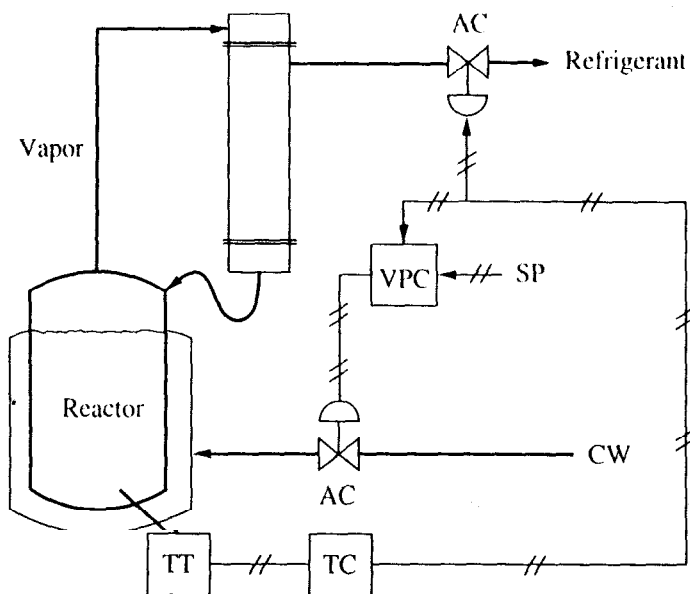 AC
Refrigerant
Vapor
VPC
SP
Reactor
CW
AC
TT
TC